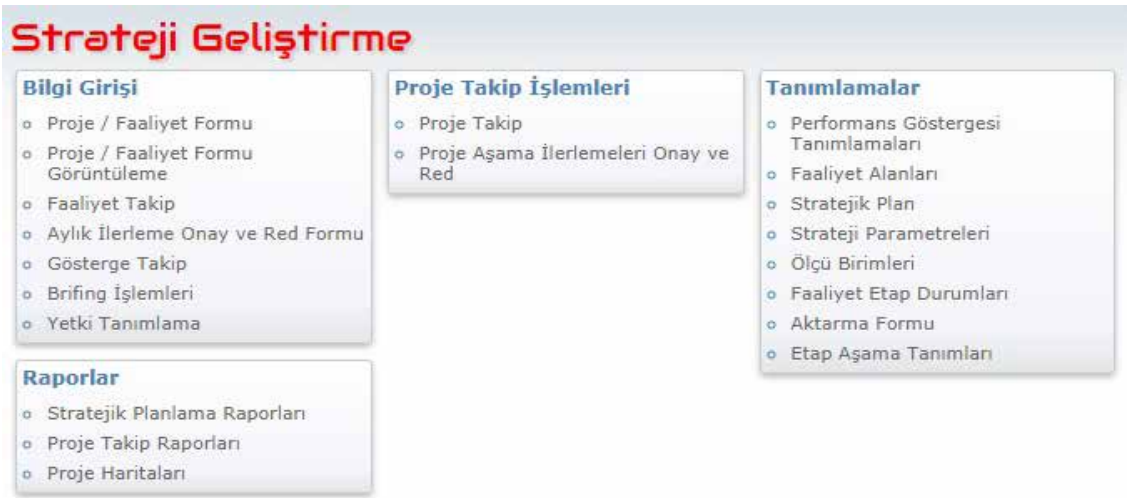 Strateji Geliştirme
Bilgi Girişi
Proje / Faaliyet Formu
Proje / Faaliyet Formu
Görüntüleme
Faaliyet Takip
Aylık İlerleme Onay ve Red Formu
Gösterge Takip
Brifing İşlemleri
Yetki Tanımlama
Raporlar
Stratejik Planlama Raporları
Proje Takip Raporları
Proje Haritaları
Proje Takip İşlemleri
Proje Takip
Proje Aşama İlerlemeleri Onay ve
Red
Tanımlamalar
Performans Göstergesi
Tanımlamaları
Faaliyet Alanları
Stratejik Plan
Strateji Parametreleri
Ölçü Birimleri
Faaliyet Etap Durumları
Aktarma Formu
Etap Aşama Tanımları